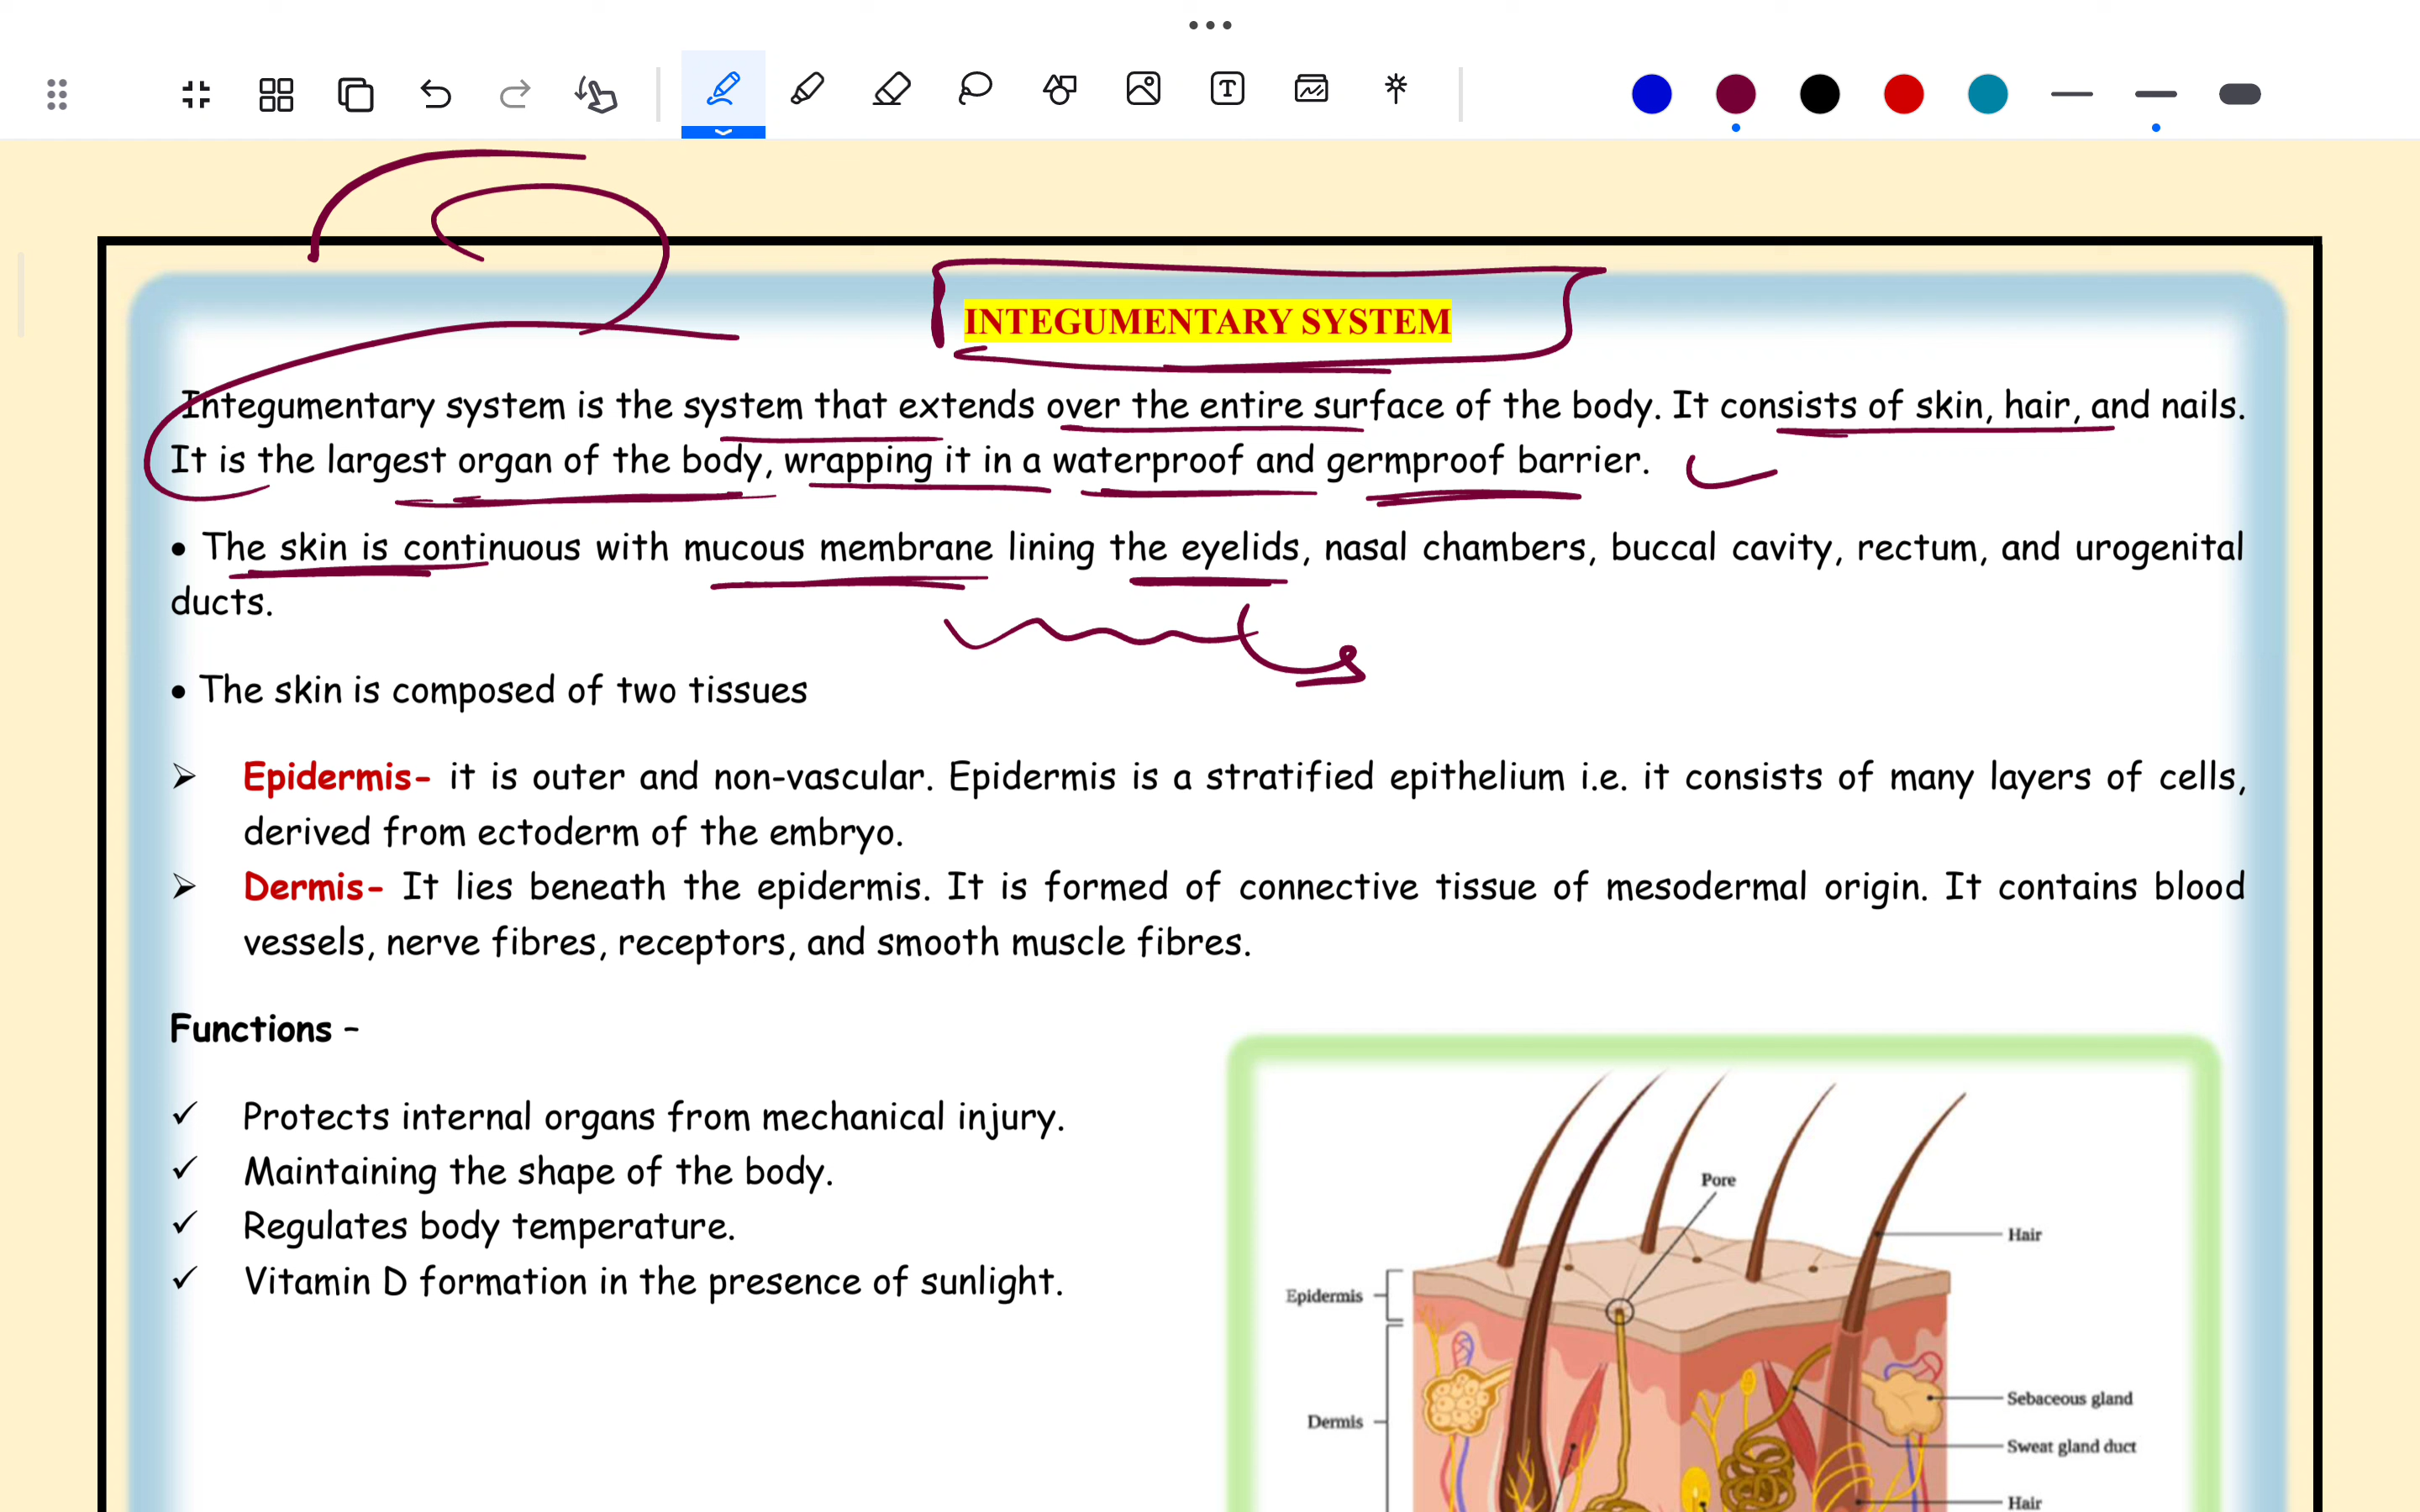 INTEGUMENTARY SYSTEM
Integumentary system is the system that extends over the entire surface of the body. It consists of skin, hair, and nails.
It is the largest organ of the body, wrapping it in a waterproof and germproof barrier.
• The skin is continuous with mucous membrane lining the eyelids, nasal chambers, buccal cavity, rectum, and urogenital
ducts.
• The skin is composed of two tissues
➢ Epidermis- it is outer and non-vascular. Epidermis is a stratified epithelium i.e. it consists of many layers of cells,
derived from ectoderm of the embryo.
➢ Dermis- It lies beneath the epidermis. It is formed of connective tissue of mesodermal origin. It contains blood
vessels, nerve fibres, receptors, and smooth muscle fibres.
Functions -
✓ Protects internal organs from mechanical injury.
✓ Maintaining the shape of the body.
✓ Regulates body temperature.
✓ Vitamin D formation in the presence of sunlight.
Pore
Hair
Epidermis
Sebaceous gland
Dermis
Sweat gland duct
Hair